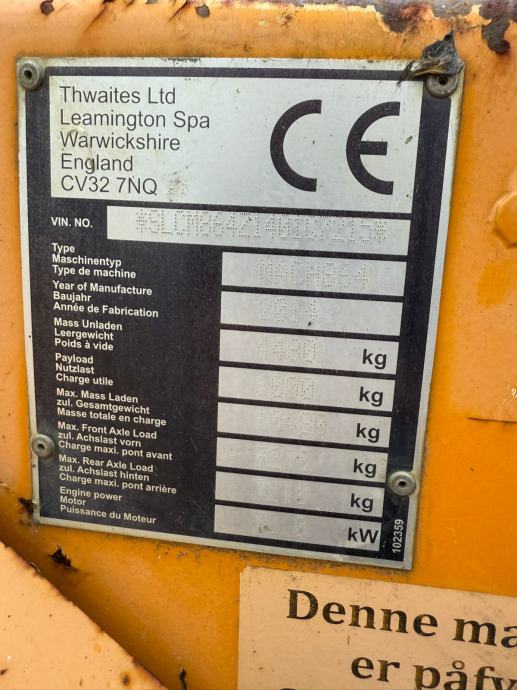 Thwaites Ltd
Leamington Spa
Warwickshire
England
CV32 7NQ
CE
VIN. NO.
Type
Maschinentyp
Type de machine
Year of Manufacture
Baujahr
Année de Fabrication
Mass Unladen
Leergewicht
Poids à vide
4430 kg
Payload
Nutzlast
Charge utile
6000 kg
Max. Mass Laden
zul. Gesamtgewicht
Masse totale en charge
kg
Max. Front Axle Load
zul. Achslast vorn
Charge maxi. pont avant
kg
Max. Rear Axle Load
zul. Achslast hinten
Charge maxi. pont arrière
kg
Engine power
Motor
Puissance du Moteur
kW
102359
Denne ma
er påfy